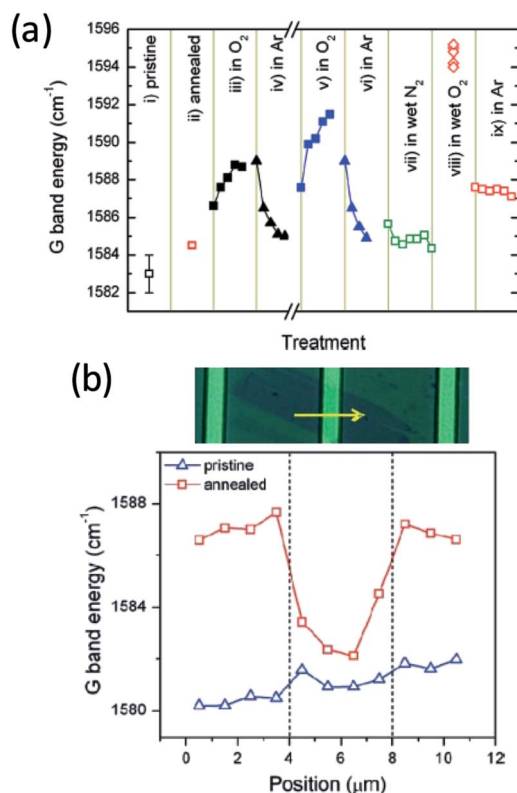 (a)
G band energy (cm⁻¹)
1596
1594
1592
1590
1588
1586
1584
1582
i) pristine
ii) annealed
iii) in O₂
iv) in Ar
v) in O₂
vi) in Ar
vii) in wet N₂
viii) in wet O₂
ix) in Ar
Treatment
(b)
pristine
annealed
G band energy (cm⁻¹)
1588
1584
1580
0 2 4 6 8 10 12
Position (μm)